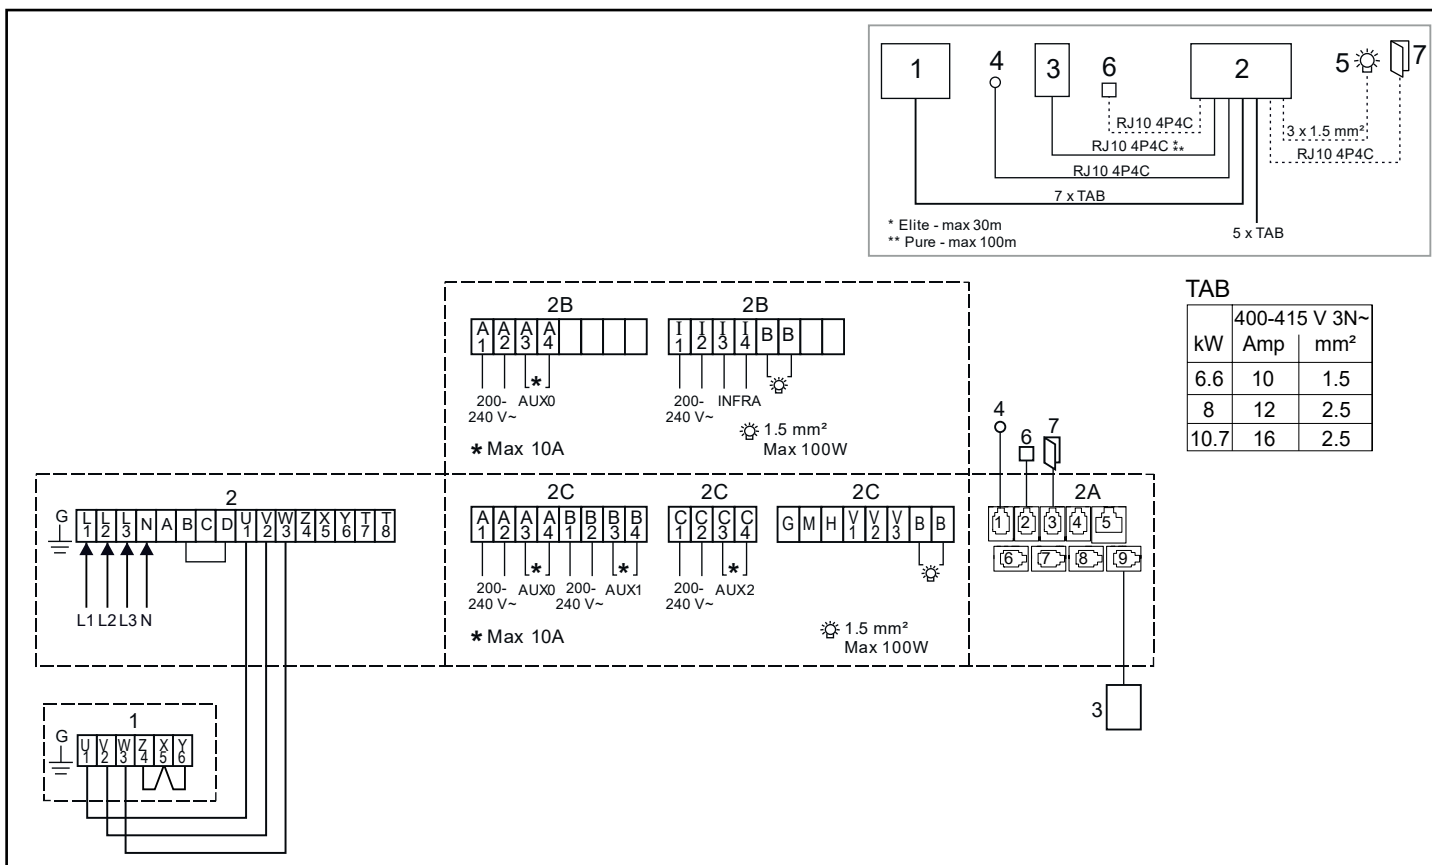 1 4 3 6 2 5 7
RJ10 4P4C
3 x 1.5 mm²
RJ10 4P4C * **
RJ10 4P4C
RJ10 4P4C
7 x TAB
* Elite - max 30m
** Pure - max 100m
5 x TAB
TAB
400-415 V 3N~
kW Amp mm²
6.6 10 1.5
8 12 2.5
10.7 16 2.5
2B
A1 A2 A3 A4
*
200-240 V~
AUX0
* Max 10A
2B
I1 I2 I3 I4 B B
200-240 V~
INFRA
1.5 mm²
Max 100W
4 6 7
2
G
L1 L2 L3 N A B C D U1 V2 W3 Z4 X5 Y6 T7 T8
L1 L2 L3 N
2C
A1 A2 A3 A4 B1 B2 B3 B4
* *
200-240 V~
AUX0
200-240 V~
AUX1
* Max 10A
2C
C1 C2 C3 C4
*
200-240 V~
AUX2
2C
G M H V1 V2 V3 B B
1.5 mm²
Max 100W
2A
1 2 3 4 5
6 7 8 9
3
1
G
U1 V2 W3 Z4 X5 Y6